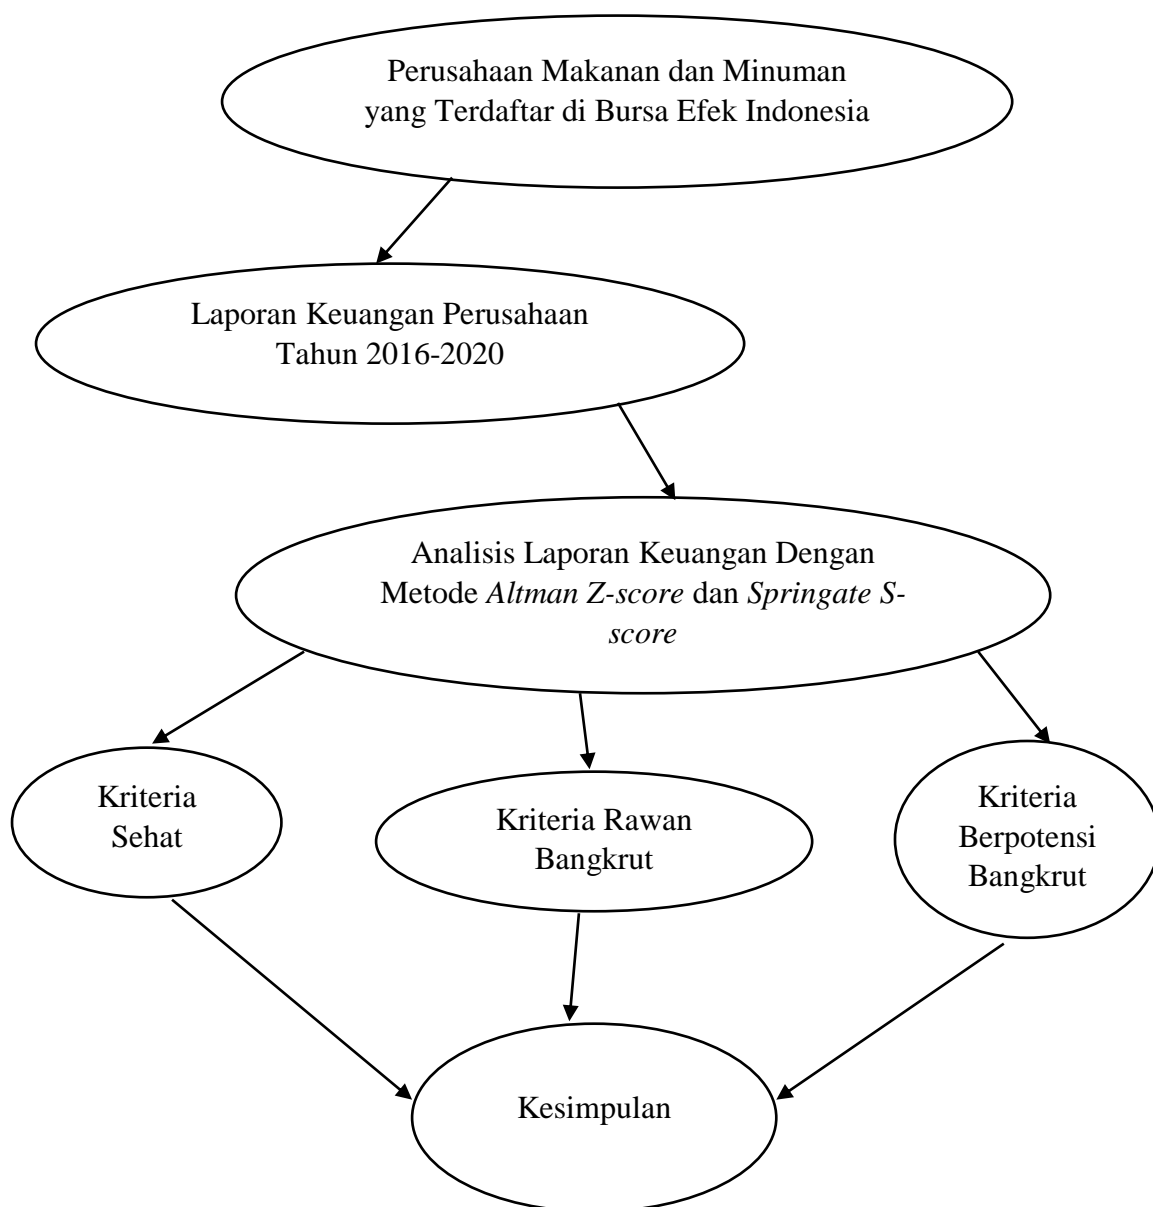 Perusahaan Makanan dan Minuman
yang Terdaftar di Bursa Efek Indonesia
Laporan Keuangan Perusahaan
Tahun 2016-2020
Analisis Laporan Keuangan Dengan
Metode Altman Z-score dan Springate S-
score
Kriteria
Sehat
Kriteria Rawan
Bangkrut
Kriteria
Berpotensi
Bangkrut
Kesimpulan